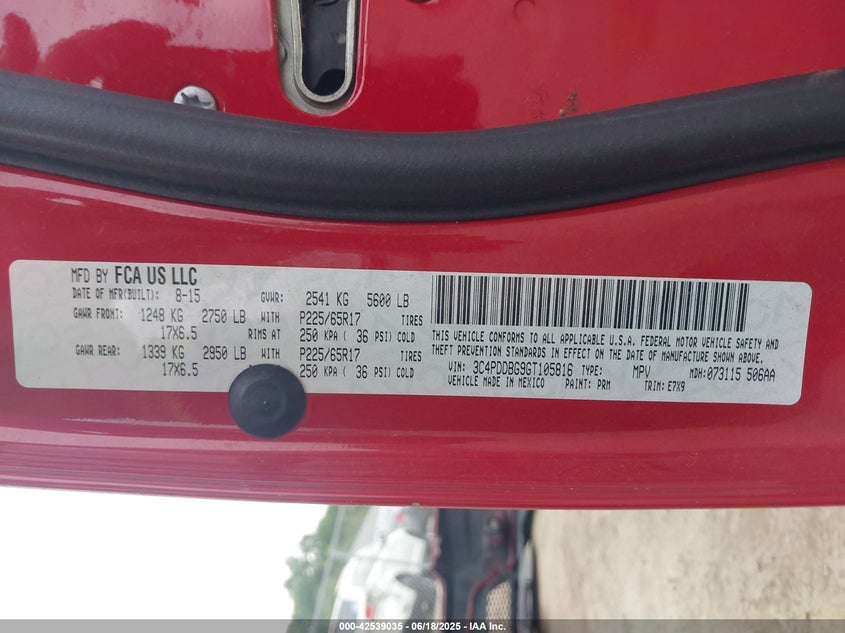 MFD BY FCA US LLC
DATE OF MFR(BUILT): 8-15 GVWR: 2541 KG 5600 LB
GAWR FRONT: 1248 KG 2750 LB WITH P225/65R17 TIRES
17X6.5 RIMS AT 250 KPA ( 36 PSI) COLD
GAWR REAR: 1339 KG 2950 LB WITH P225/65R17 TIRES
17X6.5 250 KPA ( 36 PSI) COLD
THIS VEHICLE CONFORMS TO ALL APPLICABLE U.S.A. FEDERAL MOTOR VEHICLE SAFETY AND
THEFT PREVENTION STANDARDS IN EFFECT ON THE DATE OF MANUFACTURE SHOWN ABOVE.
VIN: 3C4PDDBG9GT105816 TYPE: MPV MDH:073115 506AA
VEHICLE MADE IN MEXICO PAINT: PRM TRIM: E7X9
000-42539035 - 06/18/2025 - IAA Inc.